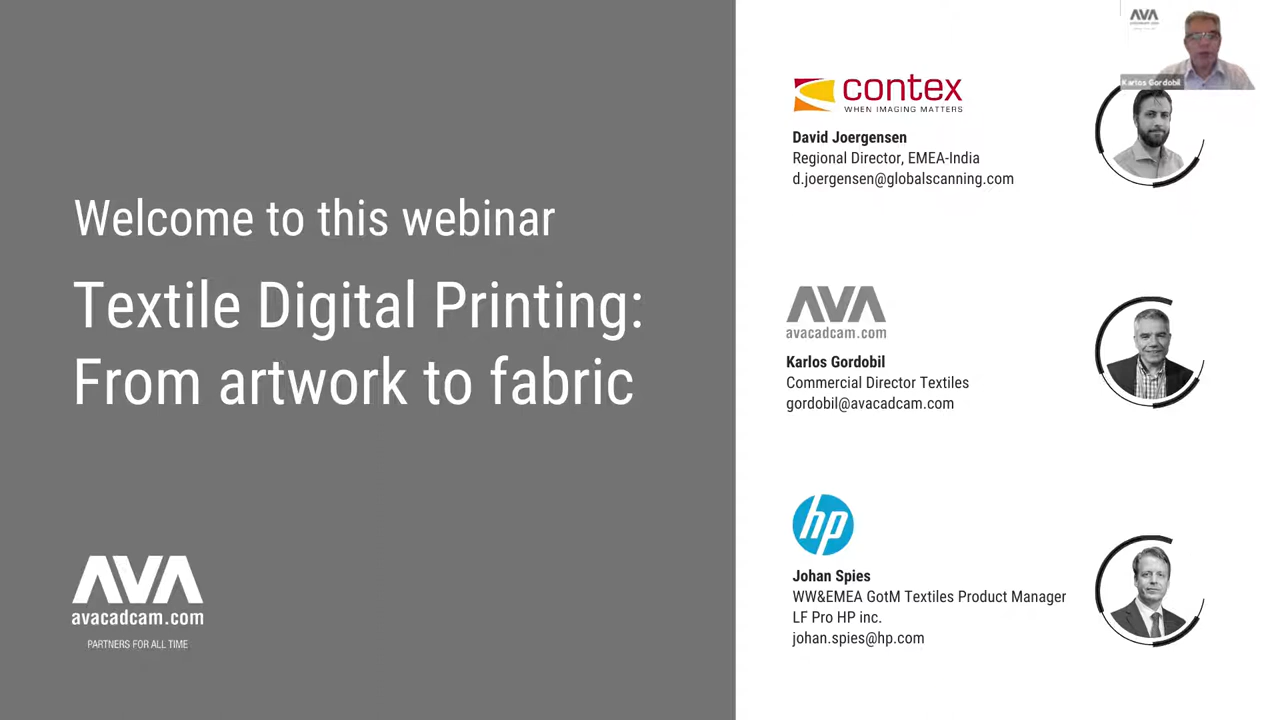 Welcome to this webinar
Textile Digital Printing:
From artwork to fabric
AVA
avacadcam.com
PARTNERS FOR ALL TIME
contex
WHEN IMAGING MATTERS
David Joergensen
Regional Director, EMEA-India
d.joergensen@globalscanning.com
AVA
avacadcam.com
Karlos Gordobil
Commercial Director Textiles
gordobil@avacadcam.com
hp
Johan Spies
WW&EMEA GotM Textiles Product Manager
LF Pro HP inc.
johan.spies@hp.com
AVA
Karlos Gordobil